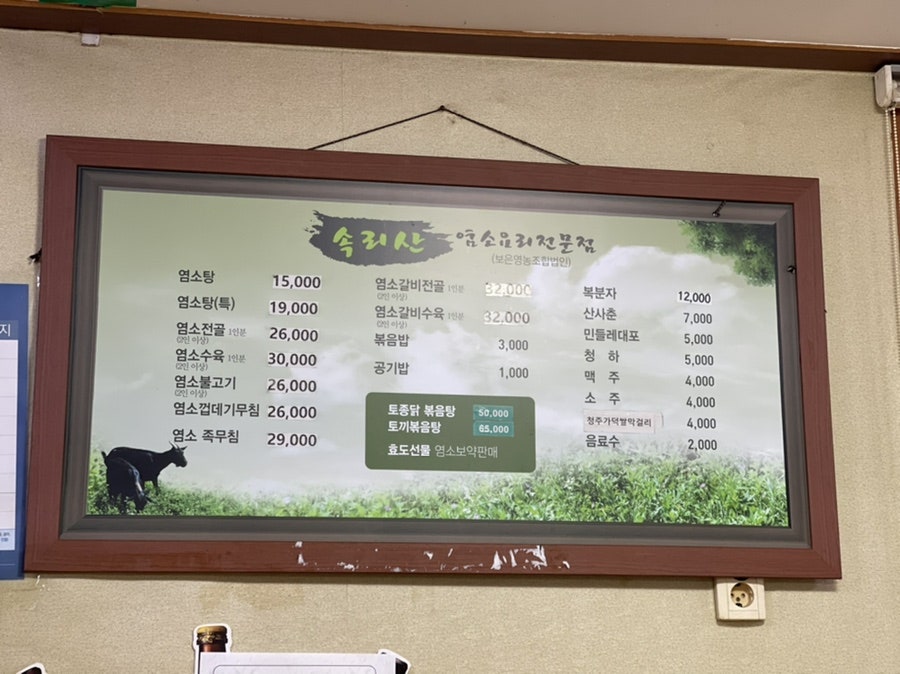 속리산 염소요리전문점
(보은영농조합법인)
염소탕 15,000
염소탕(특) 19,000
염소전골 1인분 26,000
(2인 이상)
염소수육 1인분 30,000
(2인 이상)
염소불고기 26,000
(2인 이상)
염소껍데기무침 26,000
염소 족무침 29,000
염소갈비전골 1인분 32,000
(2인 이상)
염소갈비수육 1인분 32,000
(2인 이상)
볶음밥 3,000
공기밥 1,000
토종닭 볶음탕 50,000
토끼볶음탕 65,000
효도선물 염소보약판매
복분자 12,000
산사춘 7,000
민들레대포 5,000
청 하 5,000
맥 주 4,000
소 주 4,000
청주가덕쌀막걸리 4,000
음료수 2,000
지